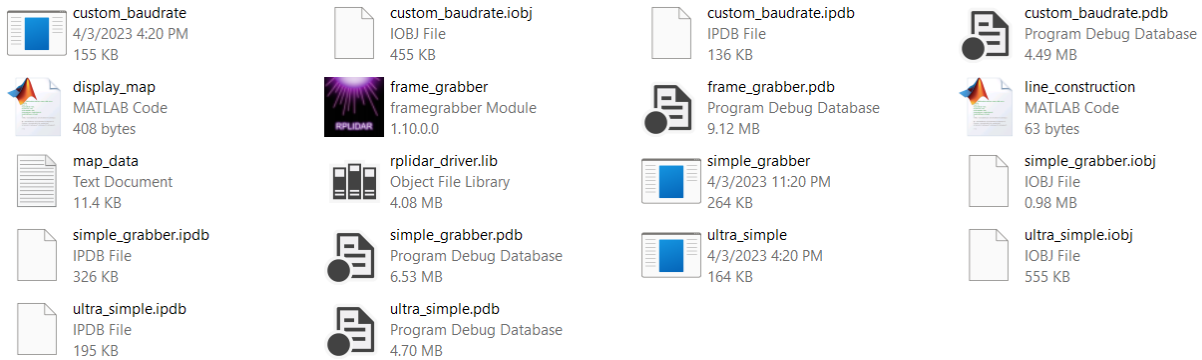 custom_baudrate
4/3/2023 4:20 PM
155 KB
custom_baudrate.iobj
IOBJ File
455 KB
custom_baudrate.ipdb
IPDB File
136 KB
custom_baudrate.pdb
Program Debug Database
4.49 MB
display_map
MATLAB Code
408 bytes
RPLIDAR
frame_grabber
framegrabber Module
1.10.0.0
frame_grabber.pdb
Program Debug Database
9.12 MB
line_construction
MATLAB Code
63 bytes
map_data
Text Document
11.4 KB
rplidar_driver.lib
Object File Library
4.08 MB
simple_grabber
4/3/2023 11:20 PM
264 KB
simple_grabber.iobj
IOBJ File
0.98 MB
simple_grabber.ipdb
IPDB File
326 KB
simple_grabber.pdb
Program Debug Database
6.53 MB
ultra_simple
4/3/2023 4:20 PM
164 KB
ultra_simple.iobj
IOBJ File
555 KB
ultra_simple.ipdb
IPDB File
195 KB
ultra_simple.pdb
Program Debug Database
4.70 MB